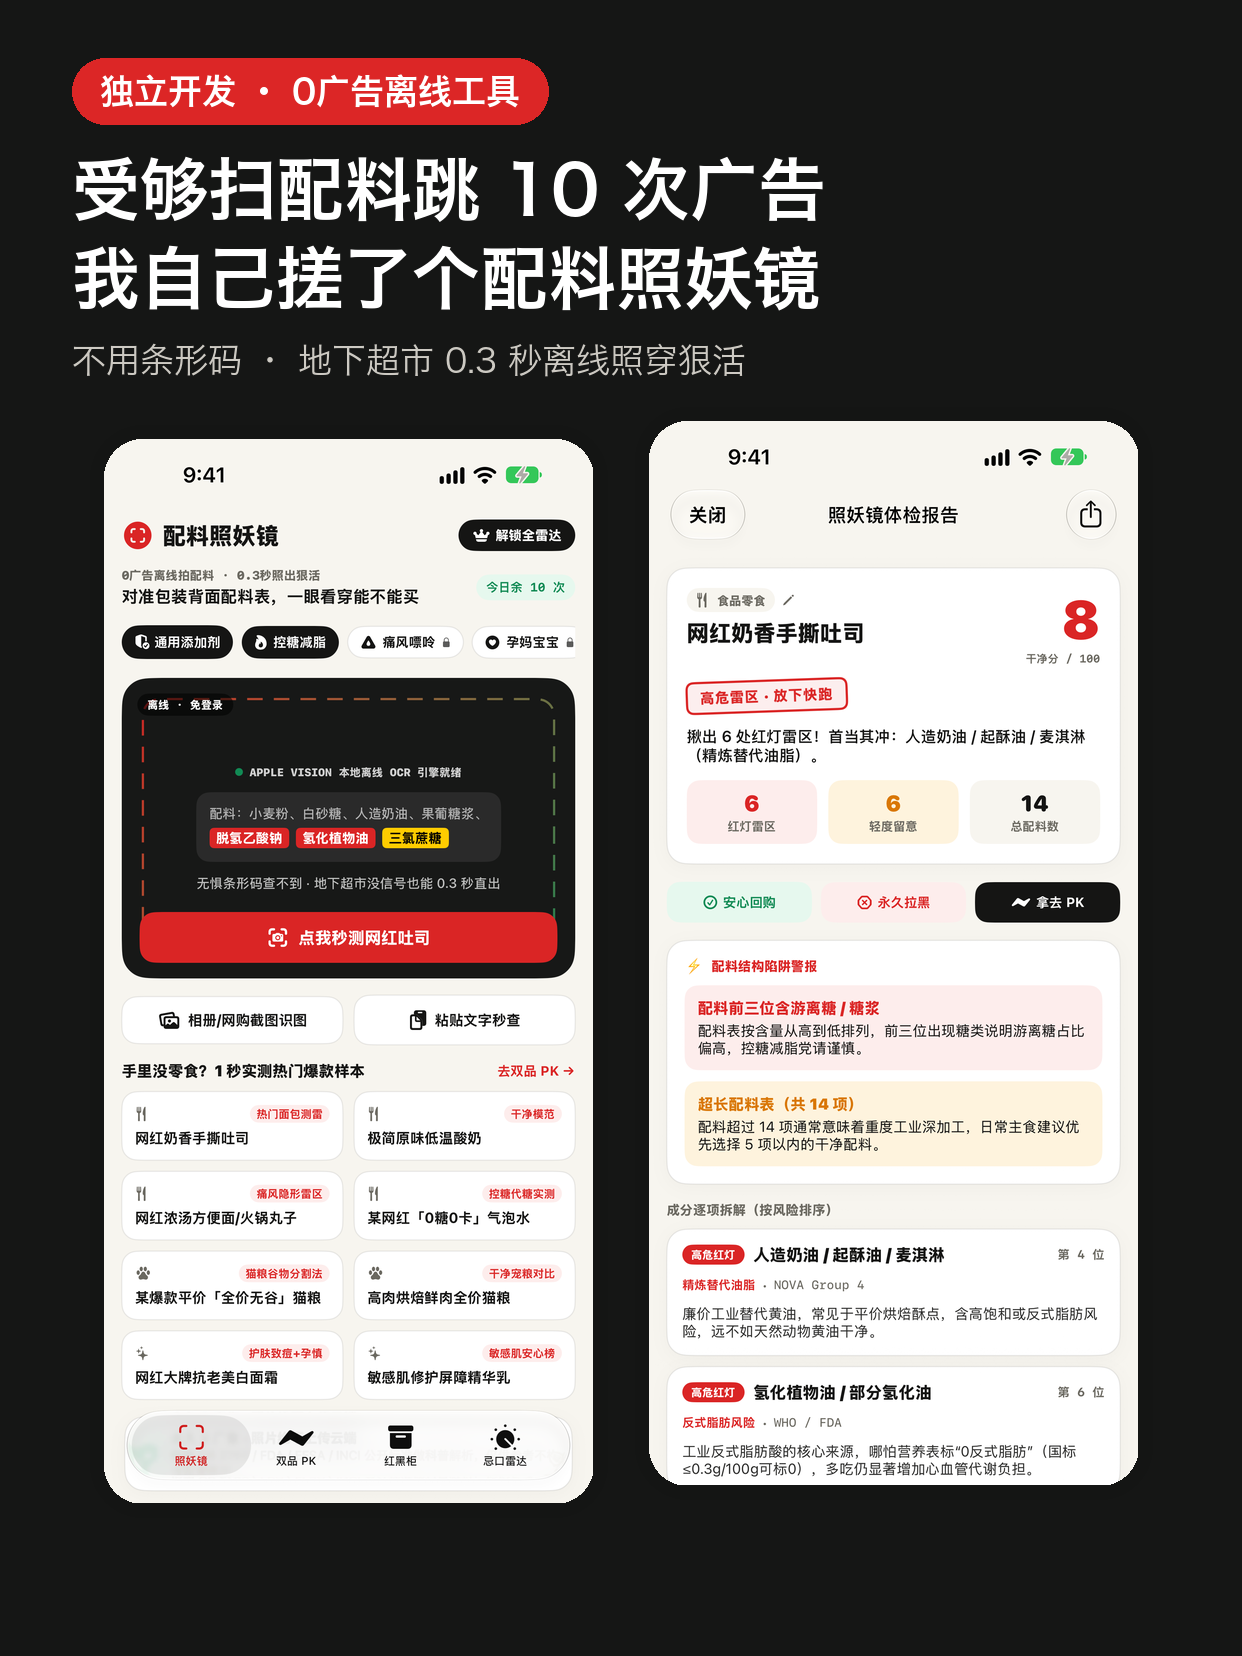 独立开发 · 0广告离线工具
受够扫配料跳 10 次广告
我自己搓了个配料照妖镜
不用条形码 · 地下超市 0.3 秒离线照穿狠活
9:41
配料照妖镜
解锁全雷达
0广告离线拍配料 · 0.3秒照出狠活
对准包装背面配料表，一眼看穿能不能买
今日余 10 次
通用添加剂
控糖减脂
痛风嘌呤
孕妈宝宝
离线 · 免登录
APPLE VISION 本地离线 OCR 引擎就绪
配料：小麦粉、白砂糖、人造奶油、果葡糖浆、
脱氢乙酸钠 氢化植物油 三氯蔗糖
无惧条形码查不到 · 地下超市没信号也能 0.3 秒直出
点我秒测网红吐司
相册/网购截图识图
粘贴文字秒查
手里没零食？1 秒实测热门爆款样本
去双品 PK →
热门面包测雷
网红奶香手撕吐司
干净模范
极简原味低温酸奶
痛风隐形雷区
网红浓汤方便面/火锅丸子
控糖代糖实测
某网红「0糖0卡」气泡水
猫粮谷物分割法
某爆款平价「全价无谷」猫粮
干净宠粮对比
高肉烘焙鲜肉全价猫粮
护肤致痘+孕慎
网红大牌抗老美白面霜
敏感肌安心榜
敏感肌修护屏障精华乳
照妖镜
双品 PK
红黑柜
忌口雷达
9:41
关闭
照妖镜体检报告
食品零食
网红奶香手撕吐司
8
干净分 / 100
高危雷区 · 放下快跑
揪出 6 处红灯雷区！首当其冲：人造奶油 / 起酥油 / 麦淇淋
（精炼替代油脂）。
6
红灯雷区
6
轻度留意
14
总配料数
安心回购
永久拉黑
拿去 PK
配料结构陷阱警报
配料前三位含游离糖 / 糖浆
配料表按含量从高到低排列，前三位出现糖类说明游离糖占比
偏高，控糖减脂党请谨慎。
超长配料表（共 14 项）
配料超过 14 项通常意味着重度工业深加工，日常主食建议优
先选择 5 项以内的干净配料。
成分逐项拆解（按风险排序）
高危红灯
人造奶油 / 起酥油 / 麦淇淋
第 4 位
精炼替代油脂 · NOVA Group 4
廉价工业替代黄油，常见于平价烘焙酥点，含高饱和或反式脂肪风
险，远不如天然动物黄油干净。
高危红灯
氢化植物油 / 部分氢化油
第 6 位
反式脂肪风险 · WHO / FDA
工业反式脂肪酸的核心来源，哪怕营养表标“0反式脂肪”（国标
≤0.3g/100g可标0），多吃仍显著增加心血管代谢负担。